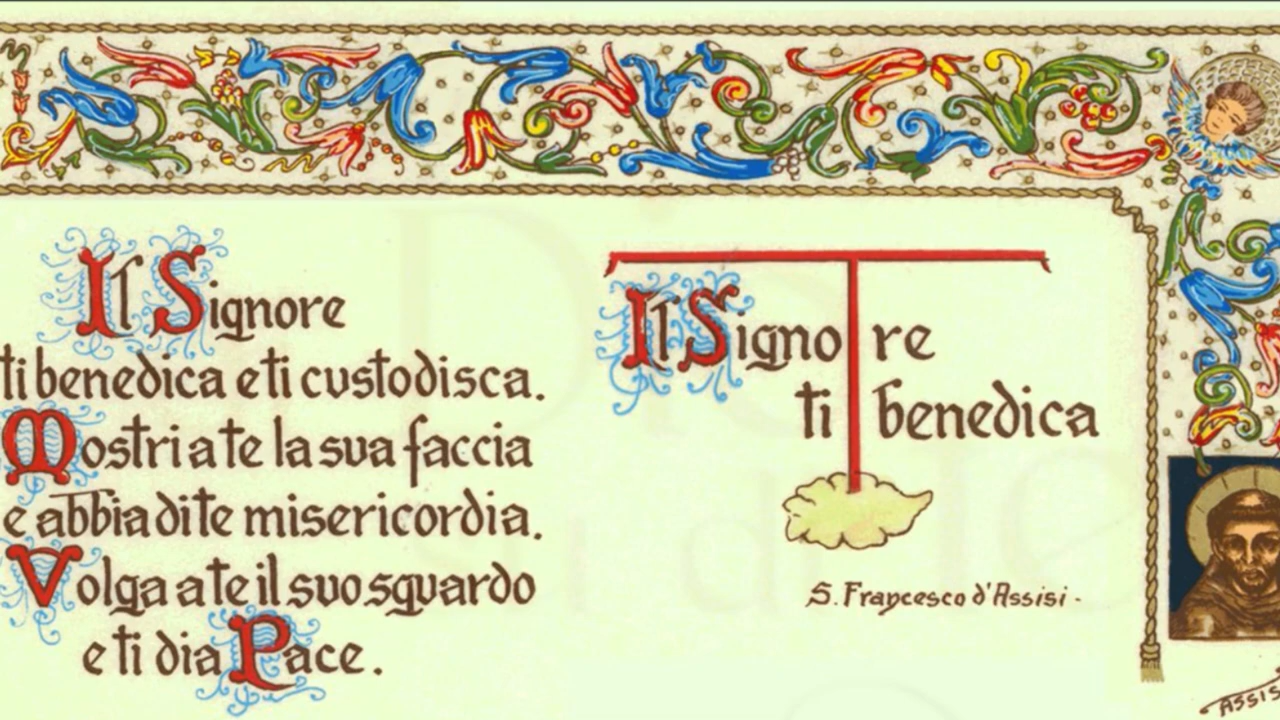 Il Signore
ti benedica e ti custodisca.
Mostri a te la sua faccia
e abbia di te misericordia.
Volga a te il suo sguardo
e ti dia Pace.
Il Signore
ti benedica
S. Francesco d'Assisi -